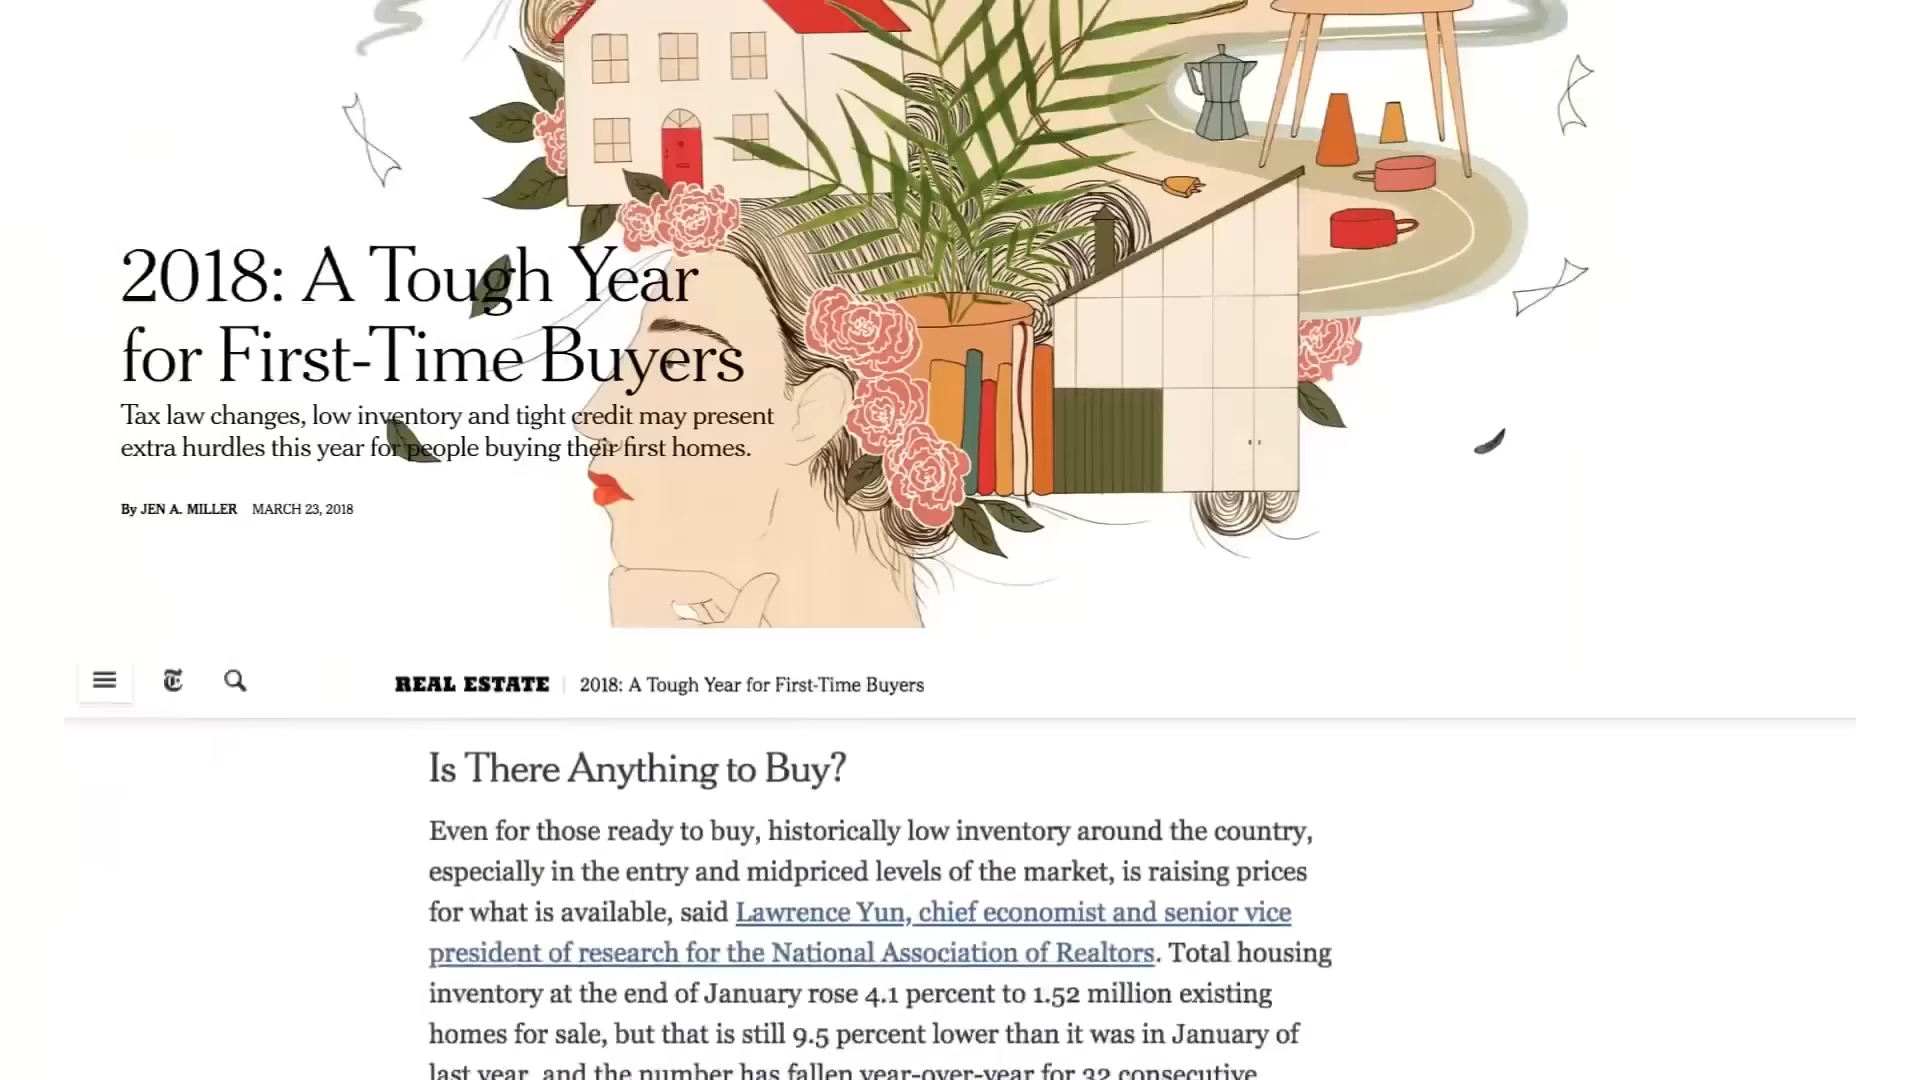 2018: A Tough Year
for First-Time Buyers
Tax law changes, low inventory and tight credit may present
extra hurdles this year for people buying their first homes.
By JEN A. MILLER MARCH 23, 2018
T
REAL ESTATE | 2018: A Tough Year for First-Time Buyers
Is There Anything to Buy?
Even for those ready to buy, historically low inventory around the country,
especially in the entry and midpriced levels of the market, is raising prices
for what is available, said Lawrence Yun, chief economist and senior vice
president of research for the National Association of Realtors. Total housing
inventory at the end of January rose 4.1 percent to 1.52 million existing
homes for sale, but that is still 9.5 percent lower than it was in January of
last year, and the number has fallen year-over-year for 32 consecutive